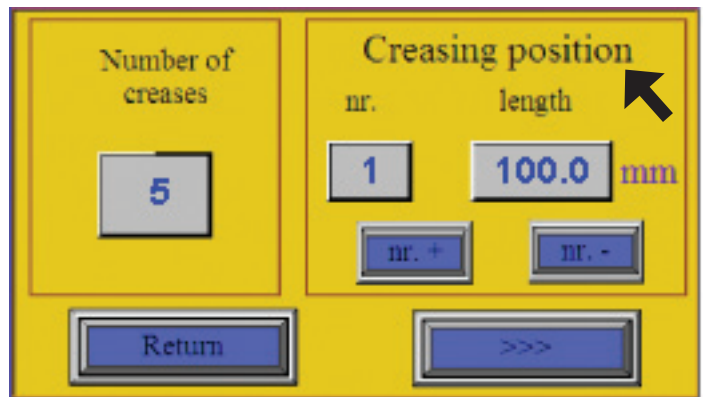 Number of
creases
5
Creasing position
nr.
length
1
100.0 mm
nr. +
nr. -
Return
>>>